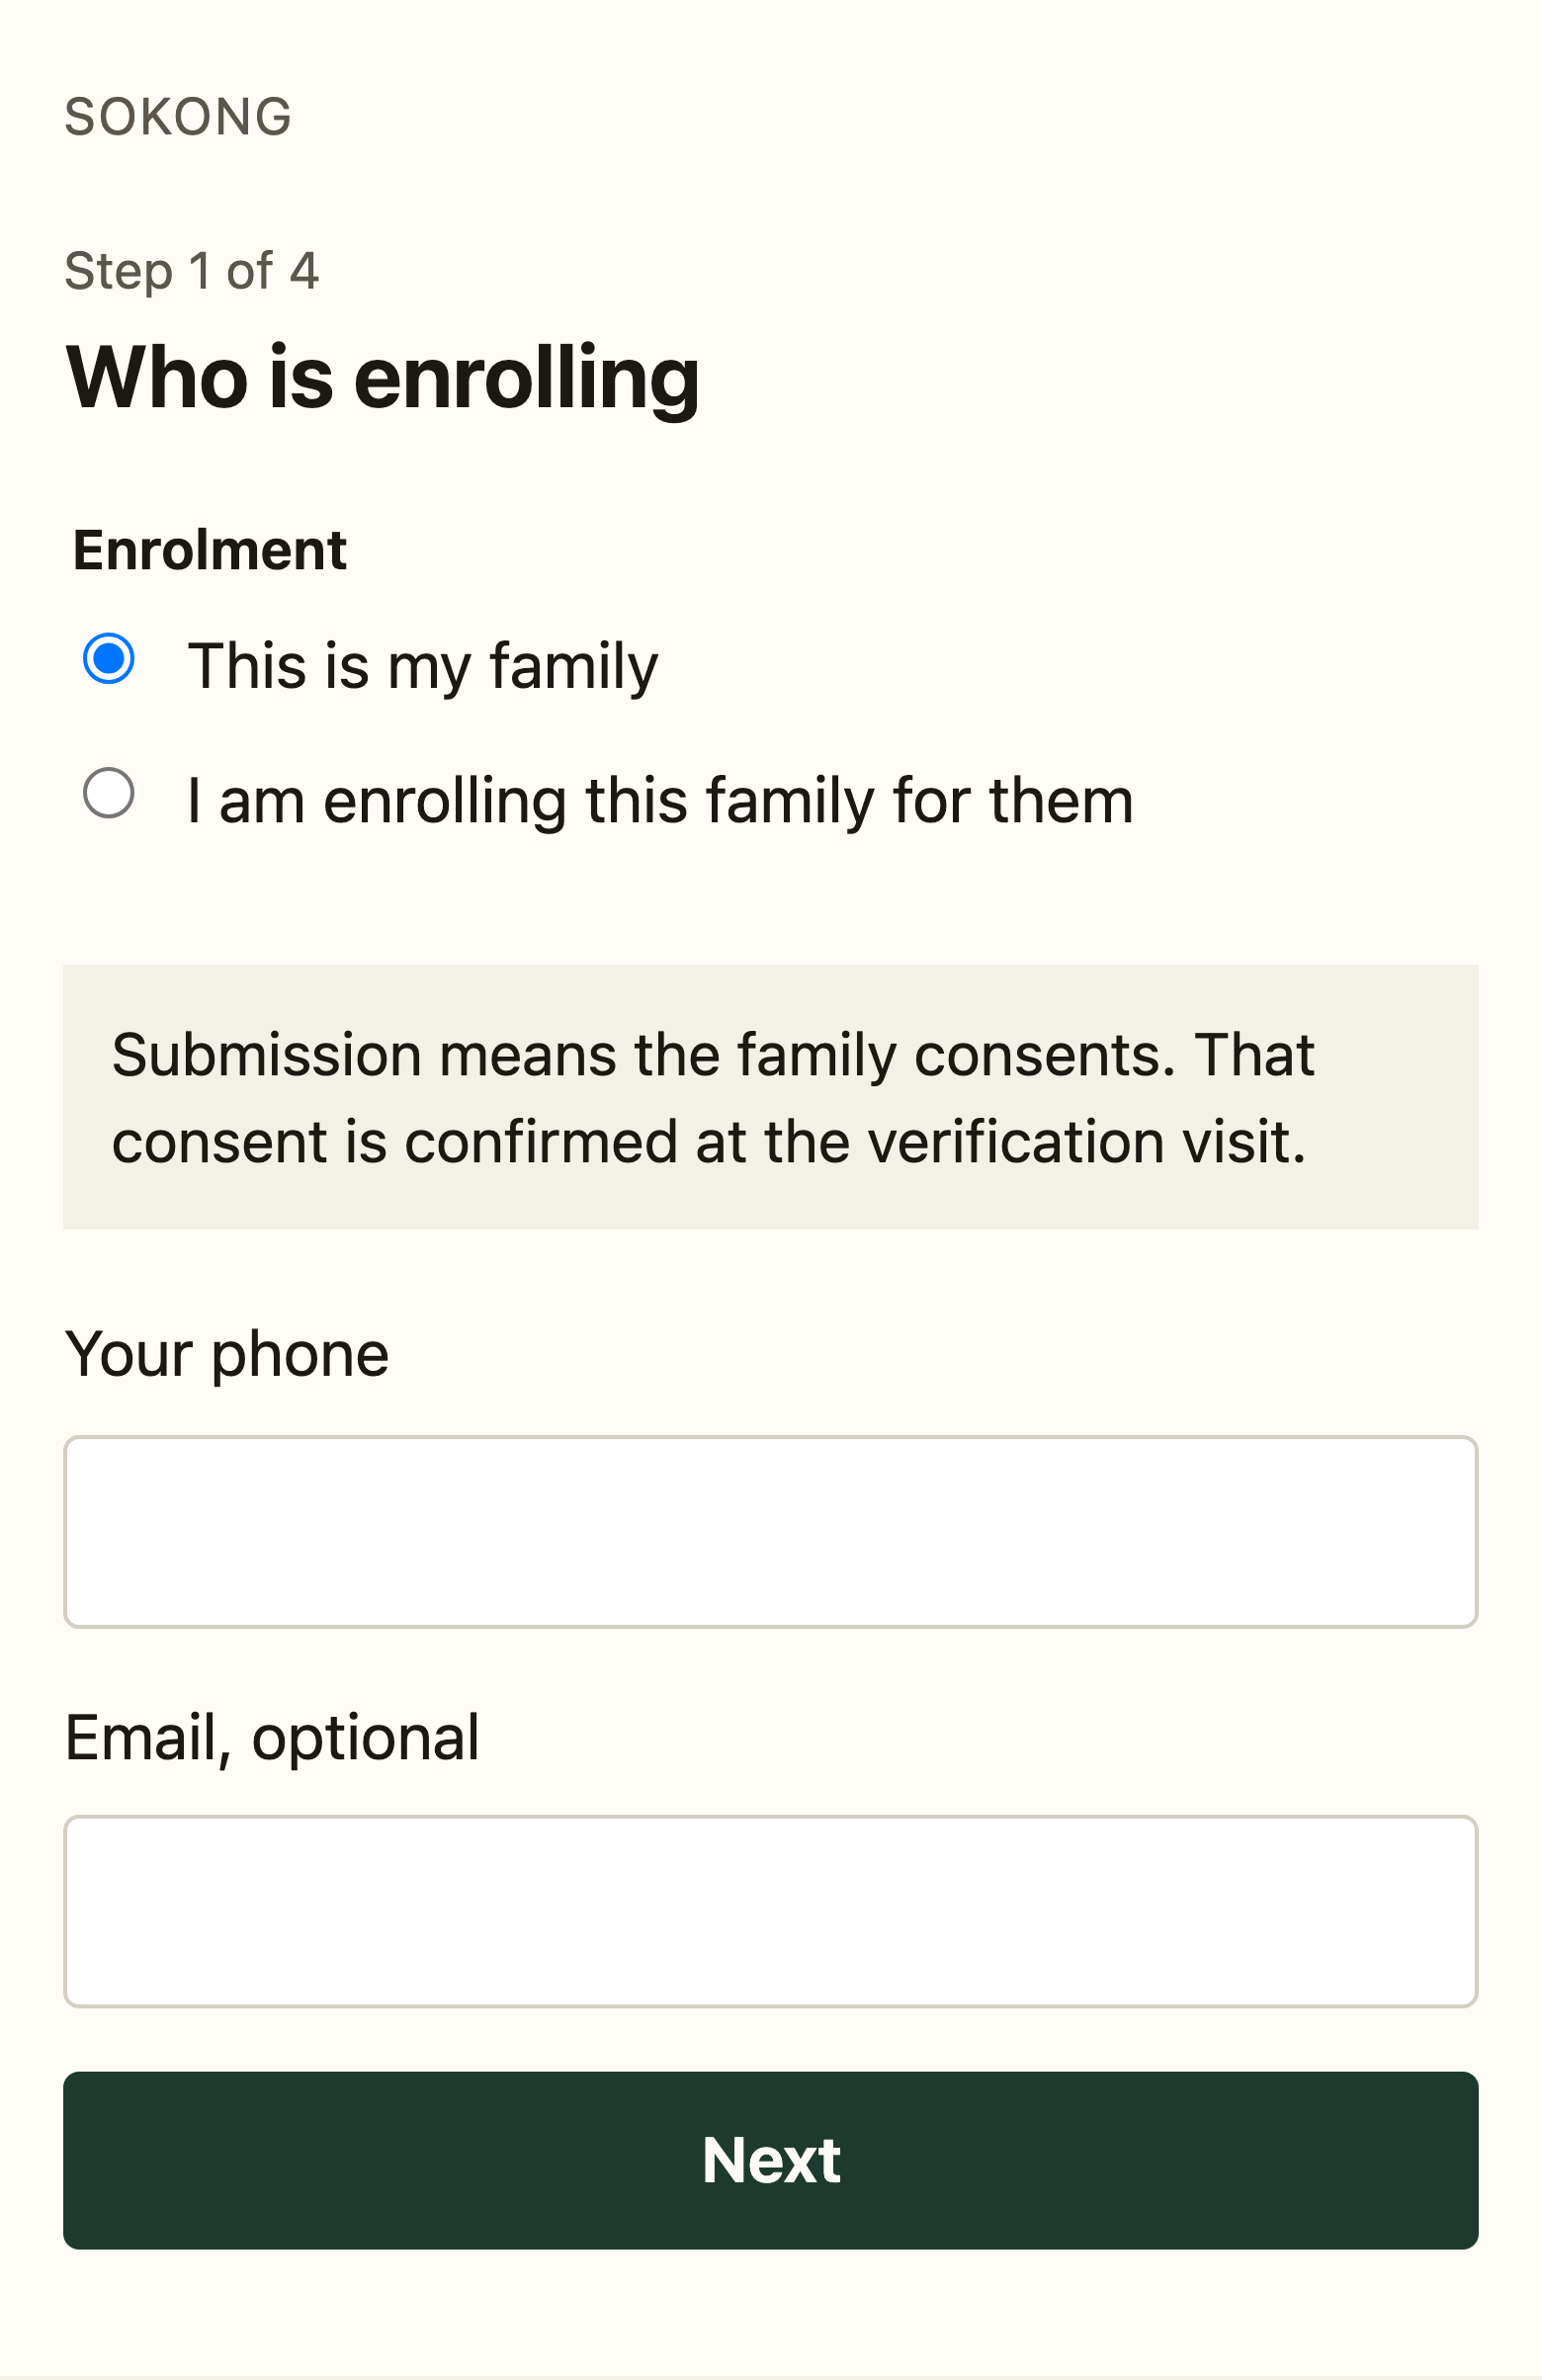 SOKONG
Step 1 of 4
Who is enrolling
Enrolment
This is my family
I am enrolling this family for them
Submission means the family consents. That
consent is confirmed at the verification visit.
Your phone
Email, optional
Next